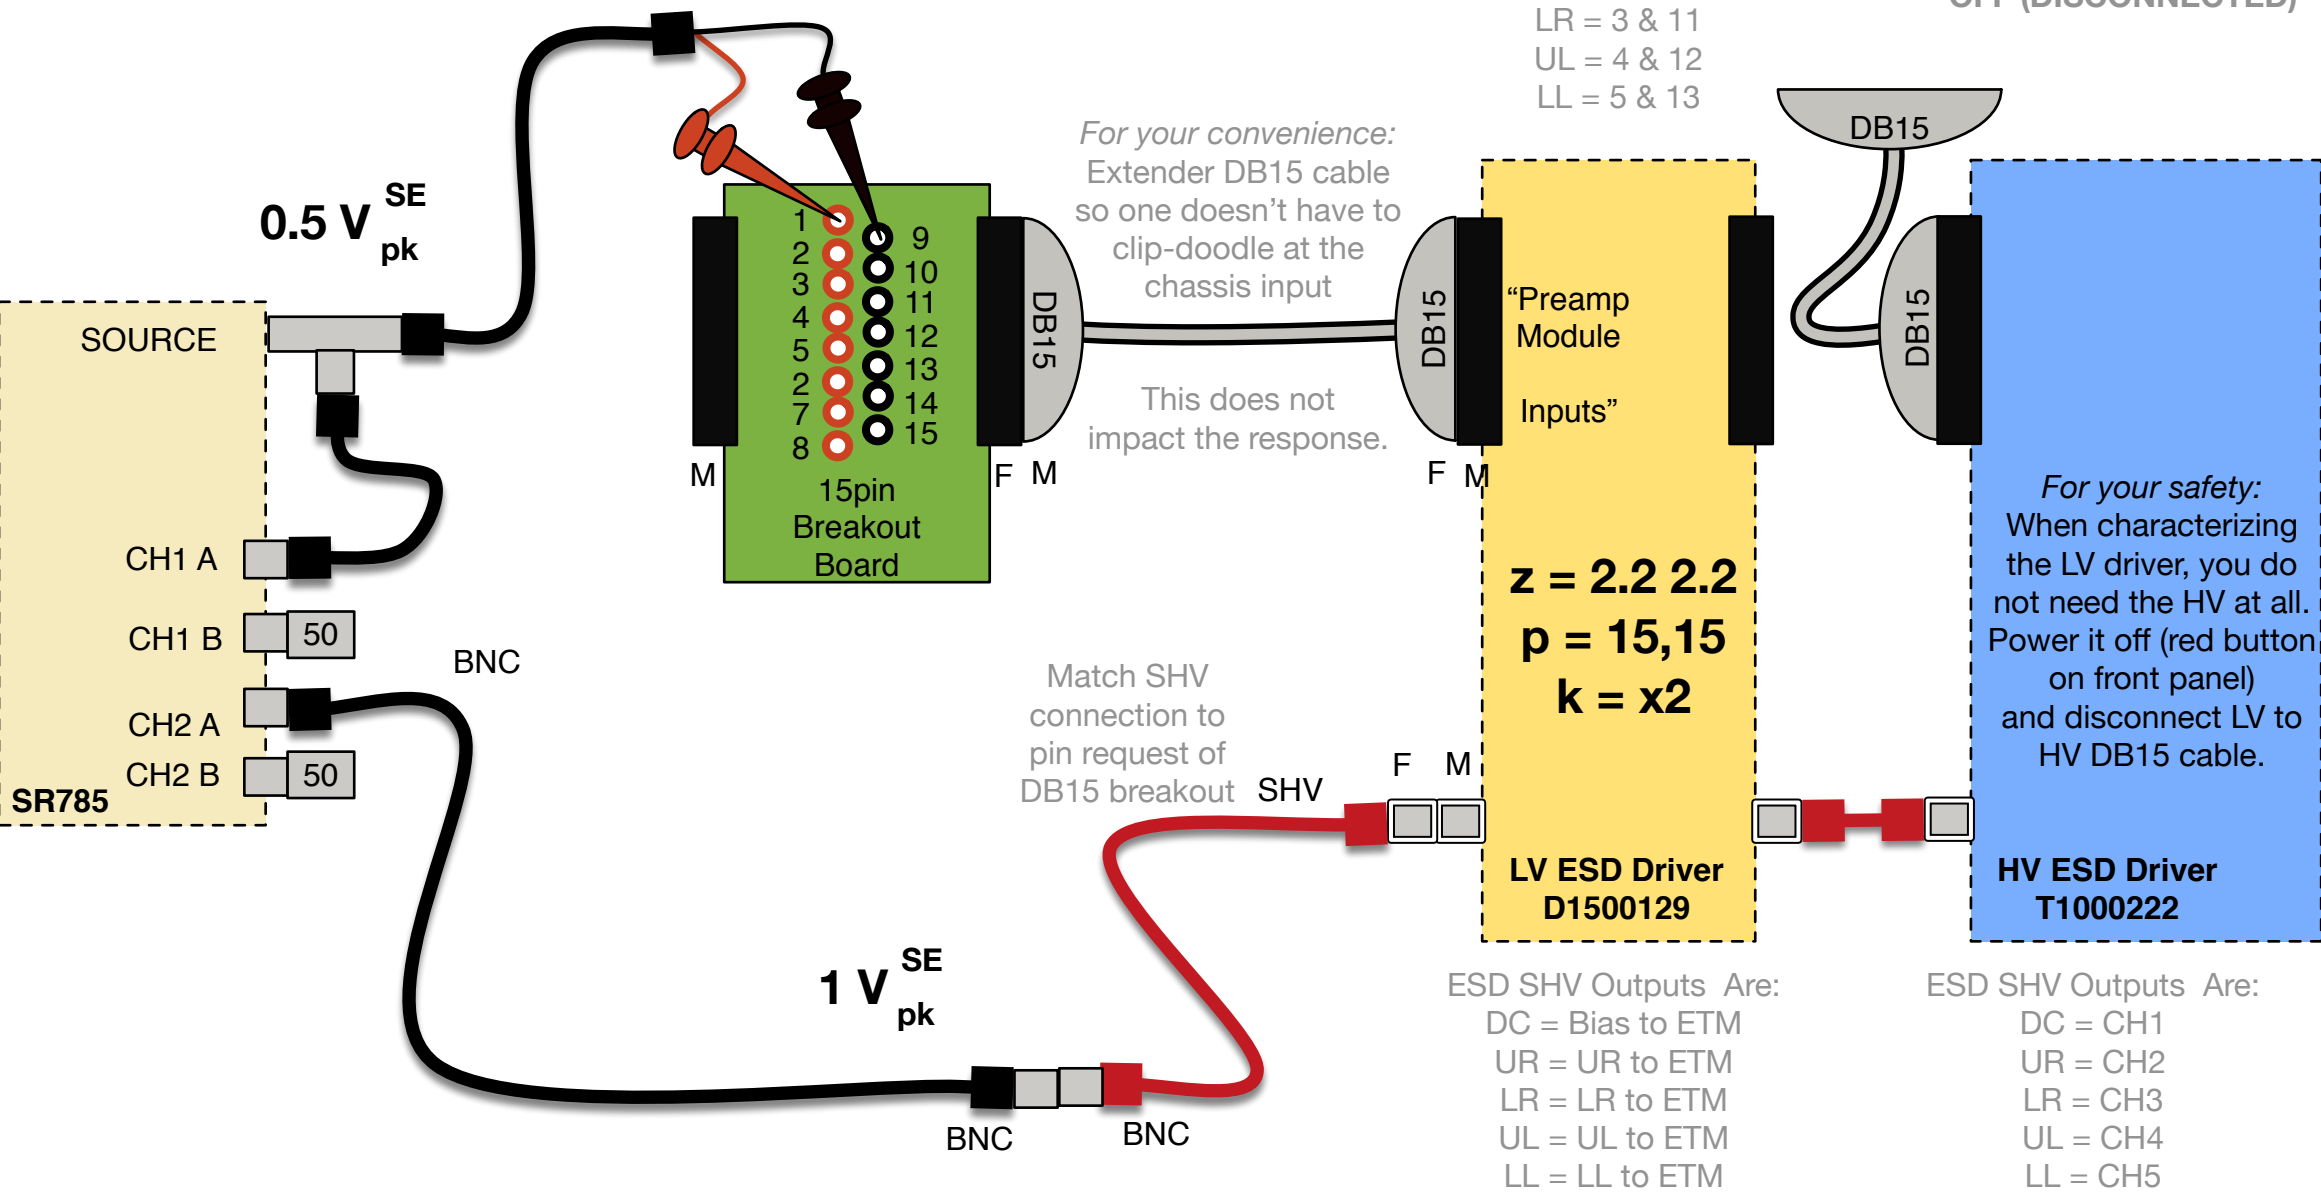 OFF (DISCONNECTED)
LR = 3 & 11
UL = 4 & 12
LL = 5 & 13
DB15
For your convenience:
Extender DB15 cable
so one doesn't have to
clip-doodle at the
chassis input
0.5 V SE
pk
1
2
3
4
5
2
7
8
9
10
11
12
13
14
15
DB15
DB15
DB15
“Preamp
Module
Inputs”
SOURCE
This does not
impact the response.
M
F M
F M
15pin
Breakout
Board
CH1 A
CH1 B
50
CH2 A
CH2 B
50
SR785
BNC
For your safety:
When characterizing
the LV driver, you do
not need the HV at all.
Power it off (red button
on front panel)
and disconnect LV to
HV DB15 cable.
z = 2.2 2.2
p = 15,15
k = x2
Match SHV
connection to
pin request of
DB15 breakout
SHV
F M
LV ESD Driver
D1500129
HV ESD Driver
T1000222
1 V SE
pk
BNC
BNC
ESD SHV Outputs Are:
DC = Bias to ETM
UR = UR to ETM
LR = LR to ETM
UL = UL to ETM
LL = LL to ETM
ESD SHV Outputs Are:
DC = CH1
UR = CH2
LR = CH3
UL = CH4
LL = CH5